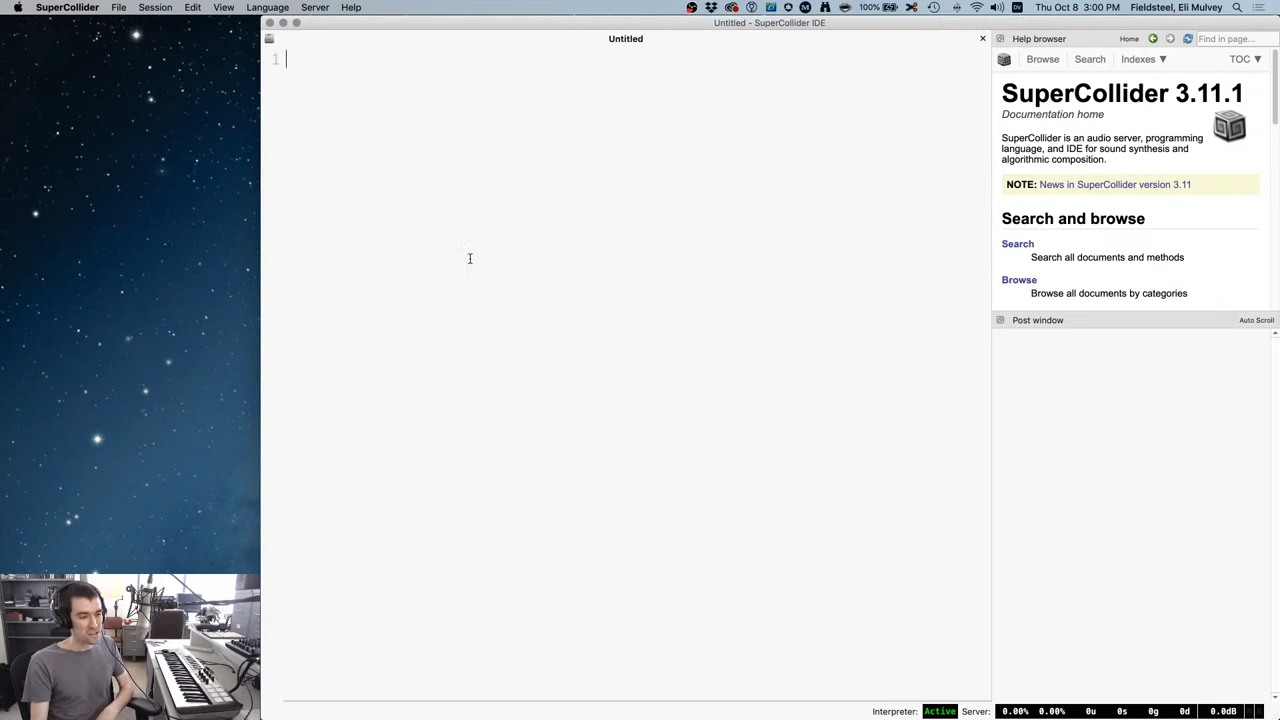 SuperCollider File Session Edit View Language Server Help 100% Thu Oct 8 3:00 PM Fieldsteel, Eli Mulvey
Untitled - SuperCollider IDE
Untitled
1
Help browser Home Find in page...
Browse Search Indexes ▼ TOC ▼
SuperCollider 3.11.1
Documentation home
SuperCollider is an audio server, programming
language, and IDE for sound synthesis and
algorithmic composition.
NOTE: News in SuperCollider version 3.11
Search and browse
Search
Search all documents and methods
Browse
Browse all documents by categories
Post window Auto Scroll
Interpreter: Active Server: 0.00% 0.00% 0u 0s 0g 0d 0.0dB